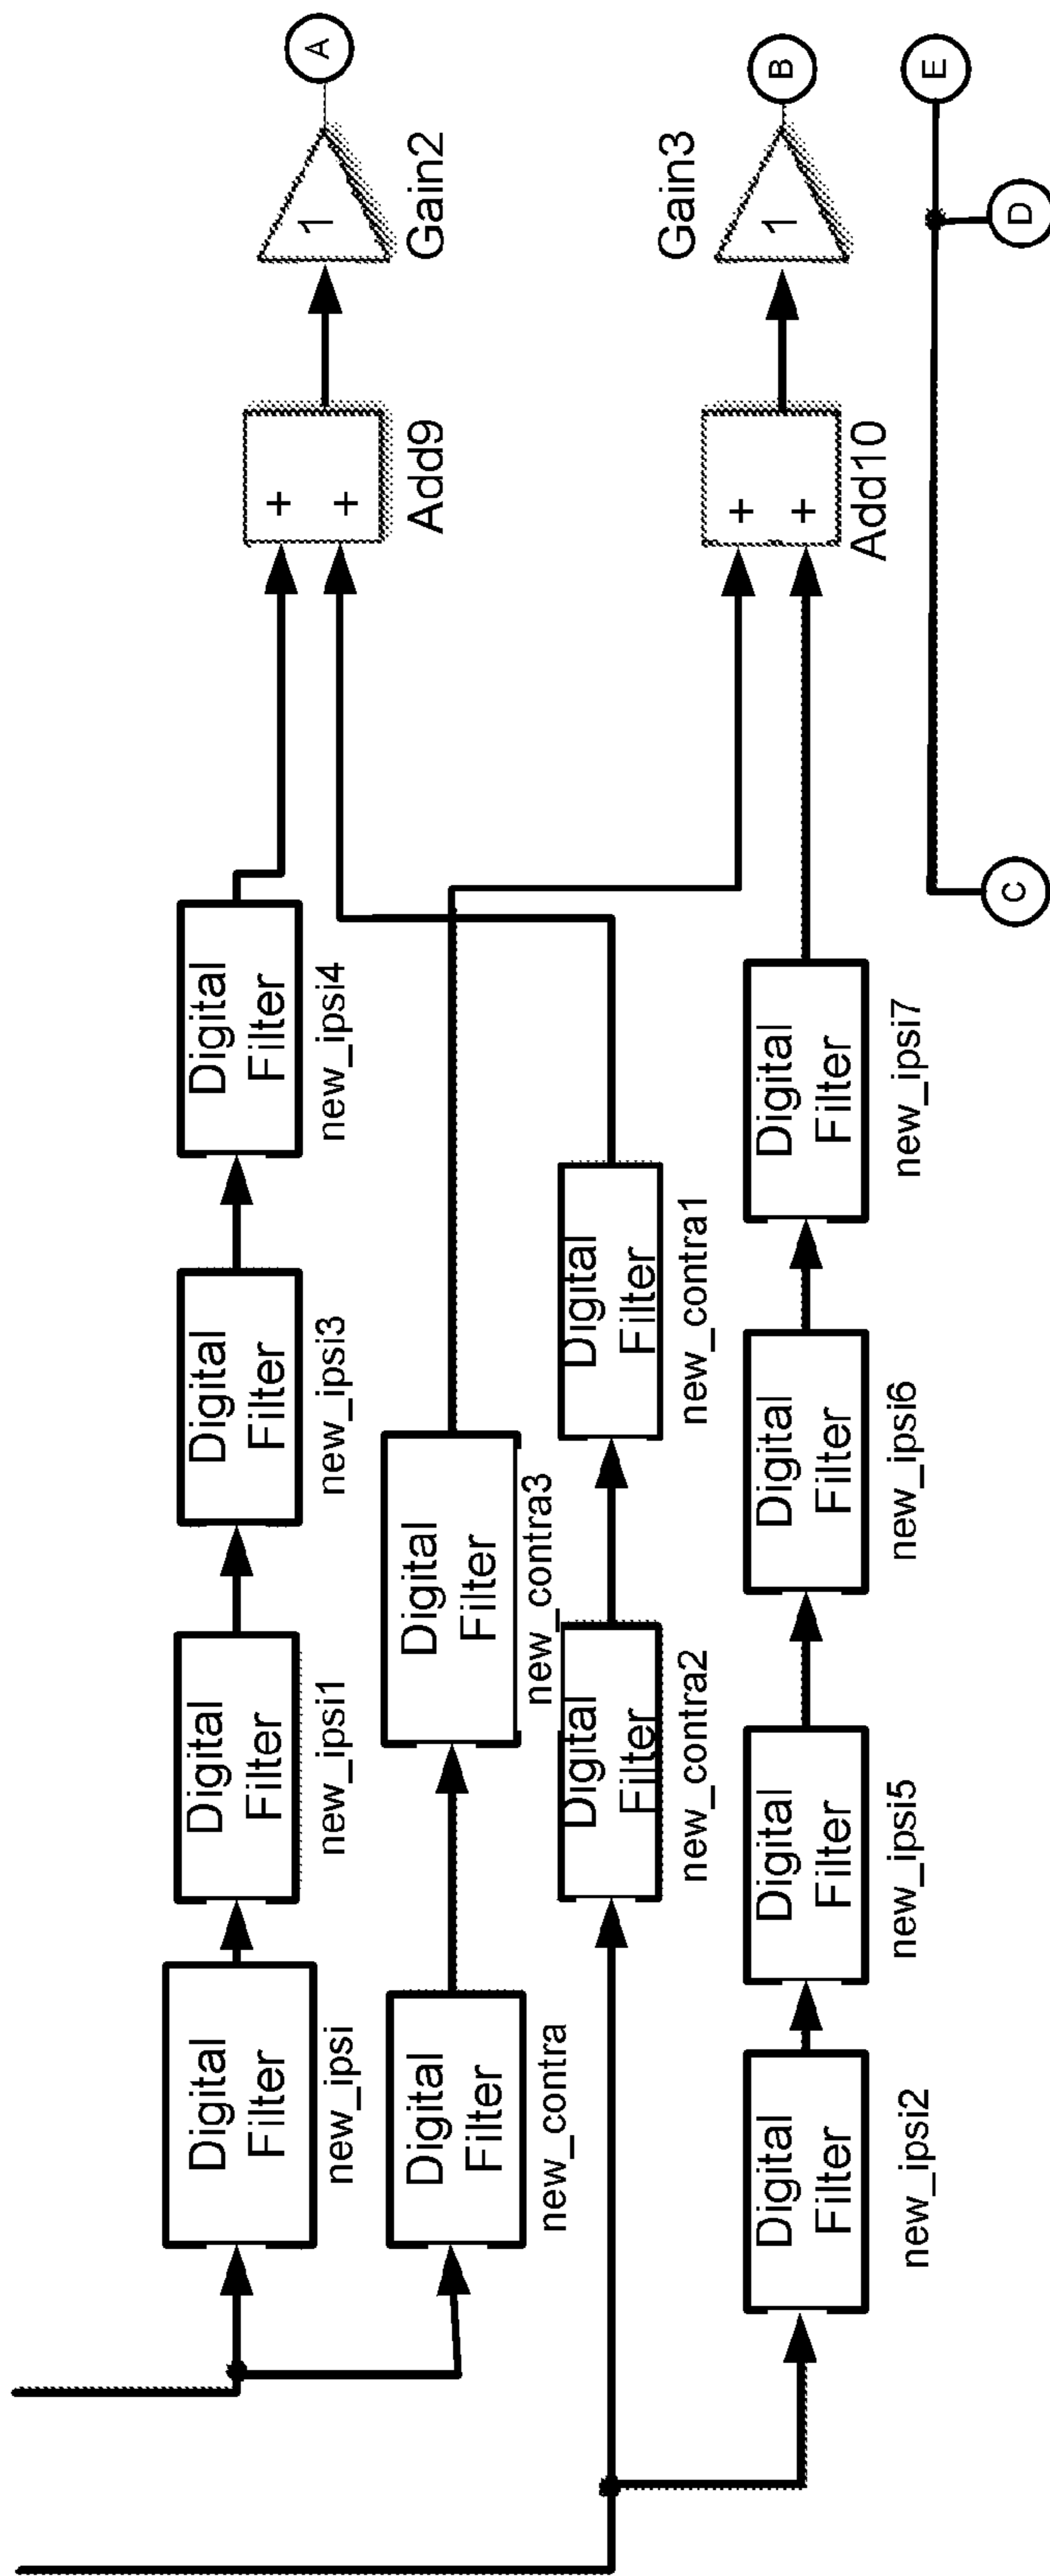 Digital
Filter
new_ipsi
Digital
Filter
new_ipsi1
Digital
Filter
new_ipsi3
Digital
Filter
new_ipsi4
+
+
Add9
1
Gain2
A
Digital
Filter
new_contra
Digital
Filter
new_contra3
Digital
Filter
new_contra2
Digital
Filter
new_contra1
+
+
Add10
1
Gain3
B
Digital
Filter
new_ipsi2
Digital
Filter
new_ipsi5
Digital
Filter
new_ipsi6
Digital
Filter
new_ipsi7
C
D
E